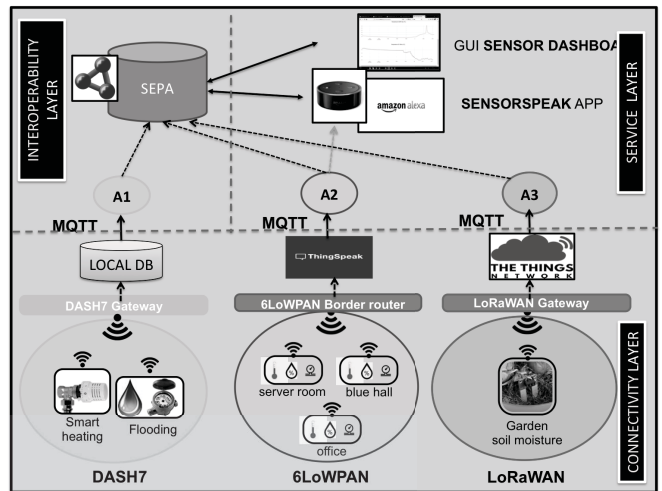 INTEROPERABILITY
LAYER
SEPA
GUI SENSOR DASHBOA
amazon alexa
SENSORSPEAK APP
SERVICE LAYER
A1
A2
A3
MQTT
MQTT
MQTT
LOCAL DB
ThingSpeak
THE THINGS
NETWORK
DASH7 Gateway
6LoWPAN Border router
LoRaWAN Gateway
%
%
server room
blue hall
Smart
heating
Flooding
%
office
Garden
soil moisture
CONNECTIVITY LAYER
DASH7
6LoWPAN
LoRaWAN